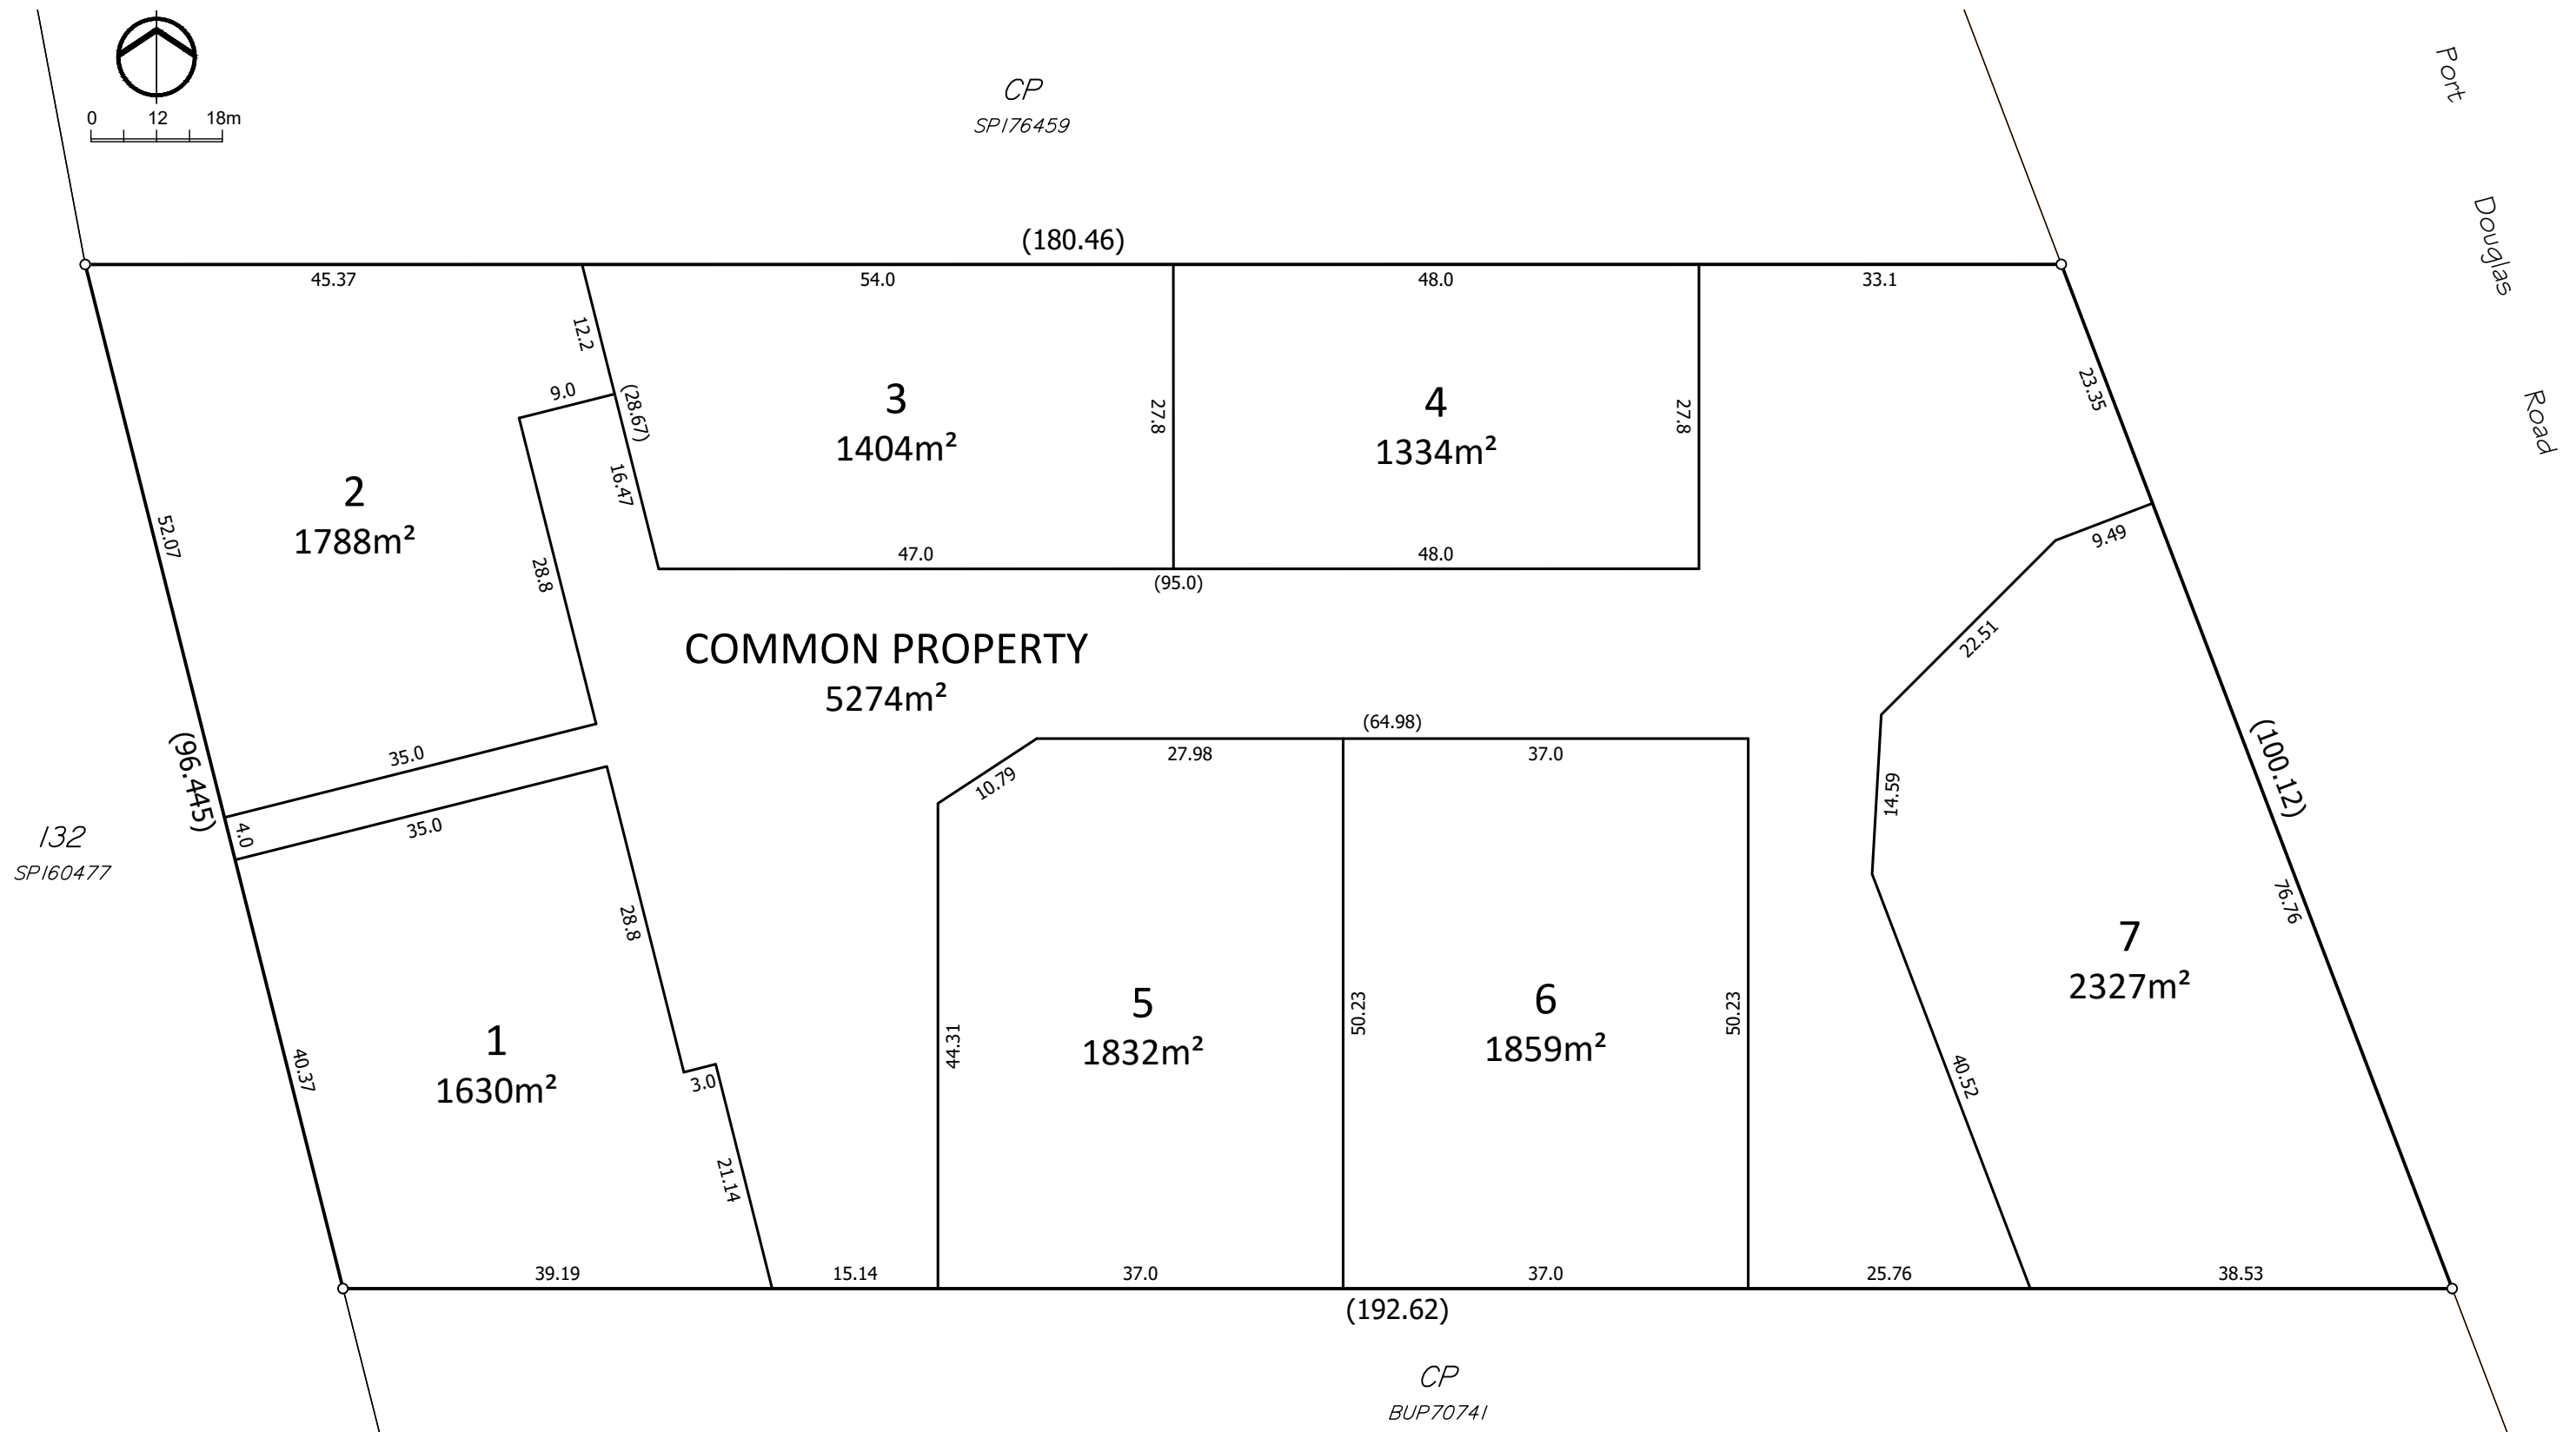 0 12 18m
CP
SP176459
Port
Douglas
Road
(180.46)
45.37
54.0
48.0
33.1
12.2
9.0
(28.67)
16.47
27.8
27.8
23.35
3
1404m²
4
1334m²
2
1788m²
52.07
28.8
47.0
48.0
(95.0)
9.49
22.51
COMMON PROPERTY
5274m²
(64.98)
27.98
37.0
10.79
14.59
(100.12)
76.76
35.0
(96.445)
4.0
35.0
132
SP160477
28.8
40.37
1
1630m²
3.0
21.14
44.31
5
1832m²
50.23
6
1859m²
50.23
7
2327m²
40.52
39.19
15.14
37.0
37.0
25.76
38.53
(192.62)
CP
BUP70741